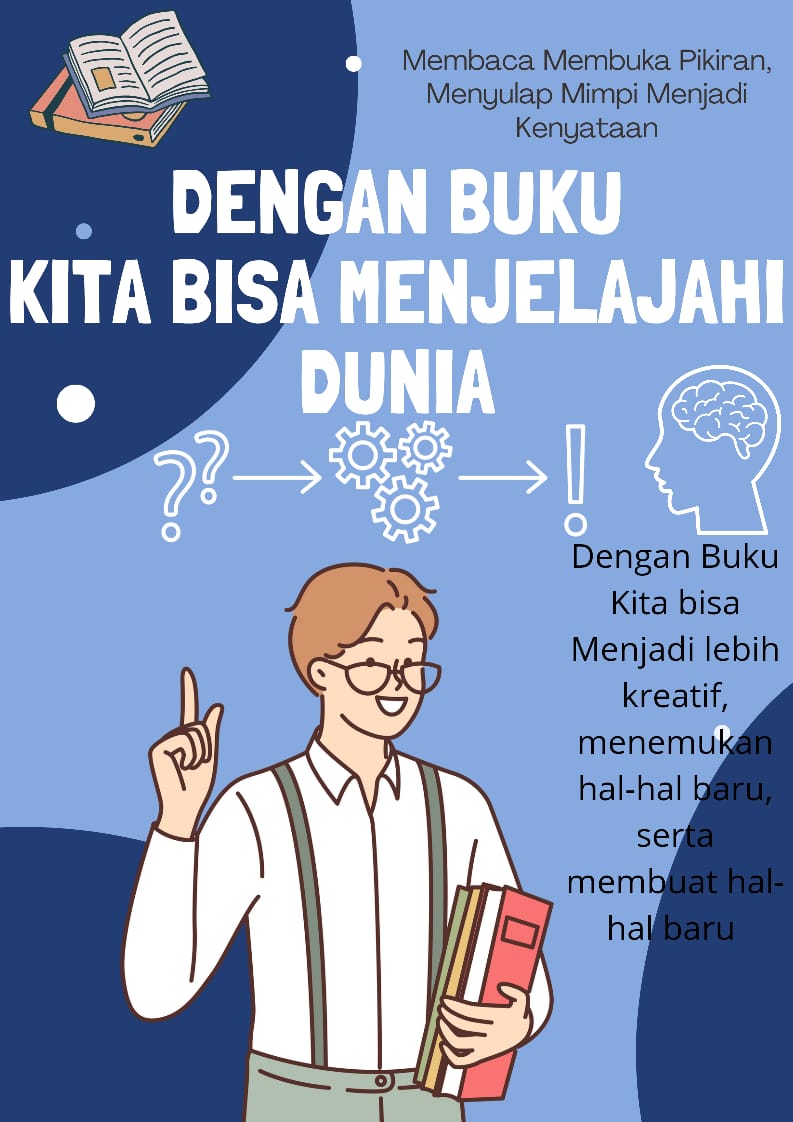 Membaca Membuka Pikiran,
Menyulap Mimpi Menjadi
Kenyataan
DENGAN BUKU
KITA BISA MENJELAJAHI
DUNIA
??
!
Dengan Buku
Kita bisa
Menjadi lebih
kreatif,
menemukan
hal-hal baru,
serta
membuat hal-
hal baru